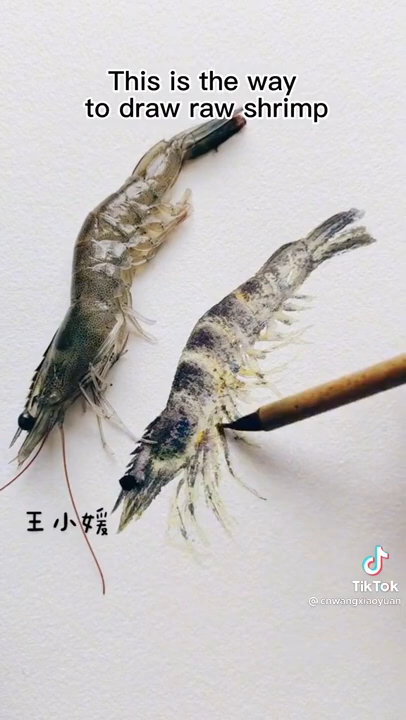 This is the way
to draw raw shrimp
王小媛
TikTok
@cnwangxiaoyuan